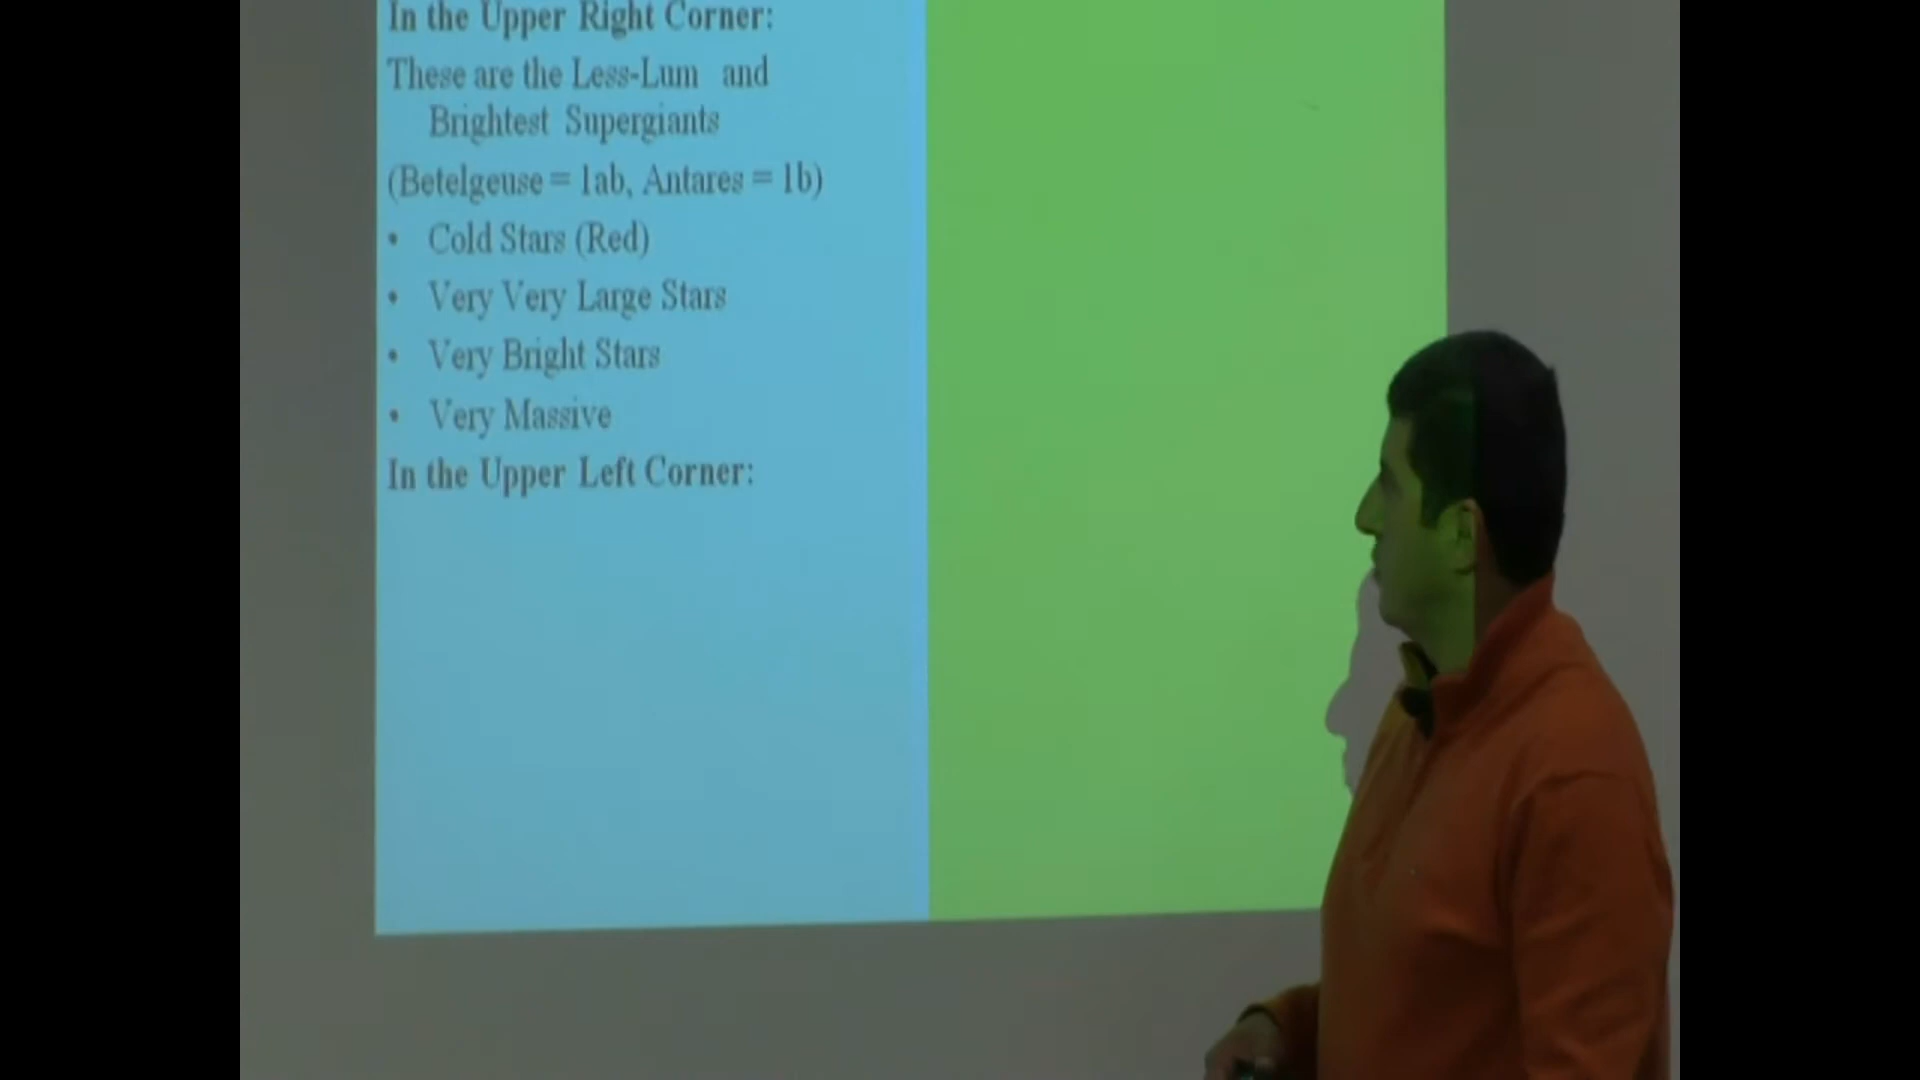 In the Upper Right Corner:
These are the Less-Lum and
Brightest Supergiants
(Betelgeuse = 1ab, Antares = 1b)
• Cold Stars (Red)
• Very Very Large Stars
• Very Bright Stars
• Very Massive
In the Upper Left Corner: